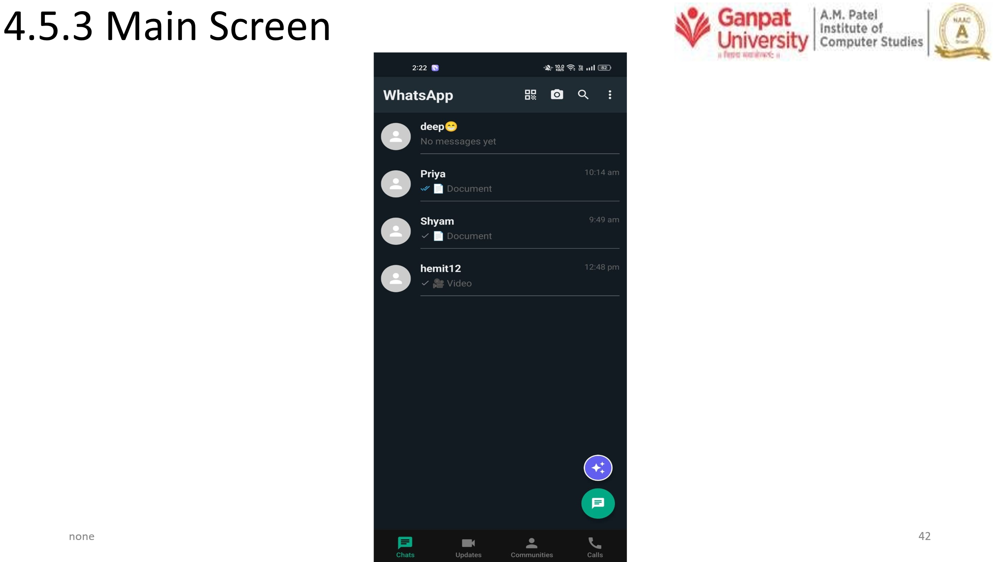 4.5.3 Main Screen
Ganpat
University
A.M. Patel
Institute of
Computer Studies
NAAC
A
2:22
10.0
KB/S
Vo
LTE
82
WhatsApp
deep😁
No messages yet
Priya
10:14 am
Document
Shyam
9:49 am
Document
hemit12
12:48 pm
Video
Chats
Updates
Communities
Calls
none
42